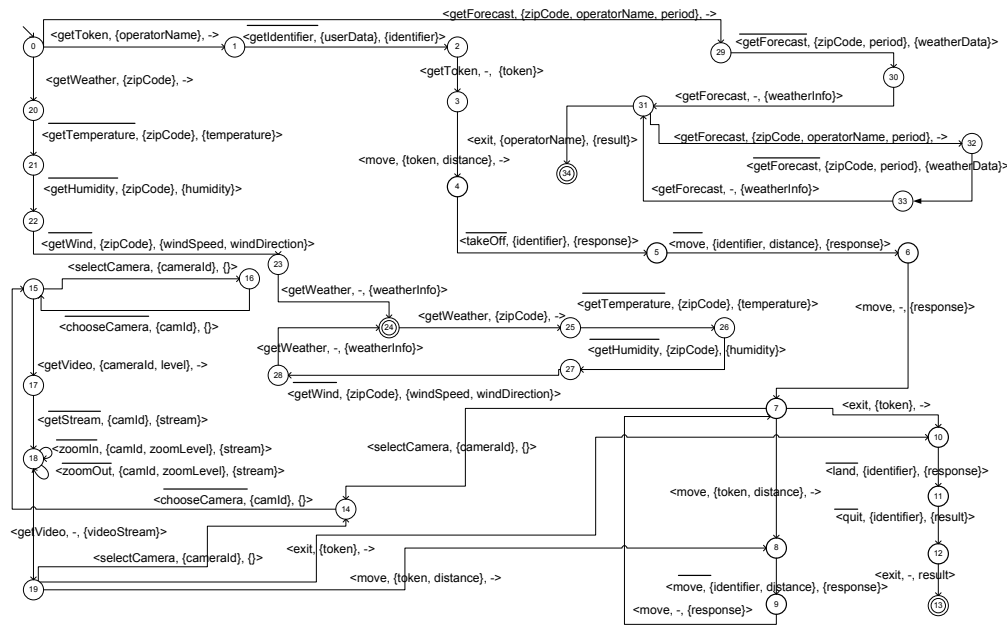 <getForecast, {zipCode, operatorName, period}, ->
0
<getToken, {operatorName}, ->
1
<getIdentifier, {userData}, {identifier}>
2
29
<getForecast, {zipCode, period}, {weatherData}>
30
<getToken, -, {token}>
<getWeather, {zipCode}, ->
<getForecast, -, {weatherInfo}>
20
3
31
<getTemperature, {zipCode}, {temperature}>
<exit, {operatorName}, {result}>
<getForecast, {zipCode, operatorName, period}, ->
32
21
<move, {token, distance}, ->
<getForecast, {zipCode, period}, {weatherData}>
34
<getHumidity, {zipCode}, {humidity}>
4
<getForecast, -, {weatherInfo}>
33
22
<getWind, {zipCode}, {windSpeed, windDirection}>
<takeOff, {identifier}, {response}>
5
<move, {identifier, distance}, {response}>
6
<selectCamera, {cameraId}, {}>
23
16
15
<getWeather, -, {weatherInfo}>
<getTemperature, {zipCode}, {temperature}>
<move, -, {response}>
<chooseCamera, {camId}, {}>
24
<getWeather, {zipCode}, ->
25
26
<getWeather, -, {weatherInfo}>
<getHumidity, {zipCode}, {humidity}>
<getVideo, {cameraId, level}, ->
28
27
17
<getWind, {zipCode}, {windSpeed, windDirection}>
7
<exit, {token}, ->
<getStream, {camId}, {stream}>
10
<zoomIn, {camId, zoomLevel}, {stream}>
<selectCamera, {cameraId}, {}>
18
<zoomOut, {camId, zoomLevel}, {stream}>
<land, {identifier}, {response}>
<chooseCamera, {camId}, {}>
<move, {token, distance}, ->
11
14
<quit, {identifier}, {result}>
<getVideo, -, {videoStream}>
<exit, {token}, ->
8
12
<selectCamera, {cameraId}, {}>
<move, {token, distance}, ->
<move, {identifier, distance}, {response}>
<exit, -, result>
19
9
13
<move, -, {response}>